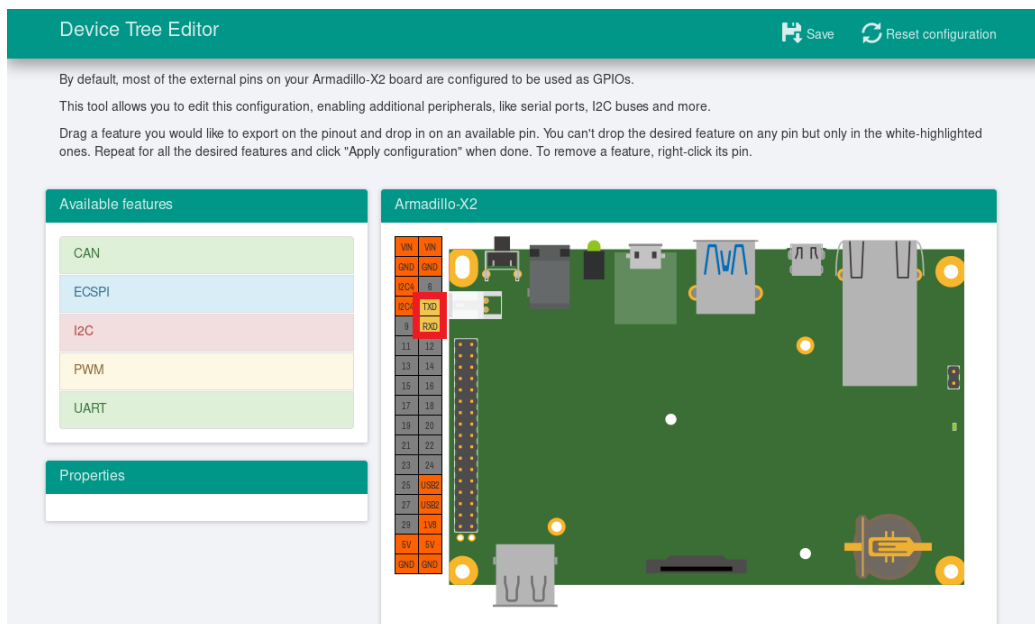 Device Tree Editor
Save
Reset configuration
By default, most of the external pins on your Armadillo-X2 board are configured to be used as GPIOs.
This tool allows you to edit this configuration, enabling additional peripherals, like serial ports, I2C buses and more.
Drag a feature you would like to export on the pinout and drop in on an available pin. You can't drop the desired feature on any pin but only in the white-highlighted
ones. Repeat for all the desired features and click "Apply configuration" when done. To remove a feature, right-click its pin.
Available features
CAN
ECSPI
I2C
PWM
UART
Properties
Armadillo-X2
VIN VIN
GND GND
I2C4 6
I2C4 TXD
9 RXD
11 12
13 14
15 16
17 18
19 20
21 22
23 24
25 USB2
27 USB2
29 1V8
5V 5V
GND GND